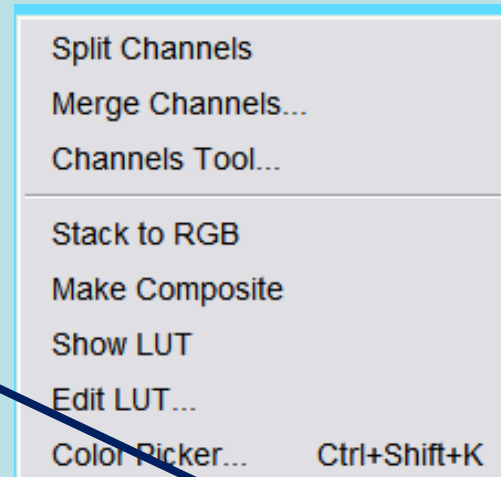 Split Channels
Merge Channels...
Channels Tool...
Stack to RGB
Make Composite
Show LUT
Edit LUT...
Color Picker... Ctrl+Shift+K